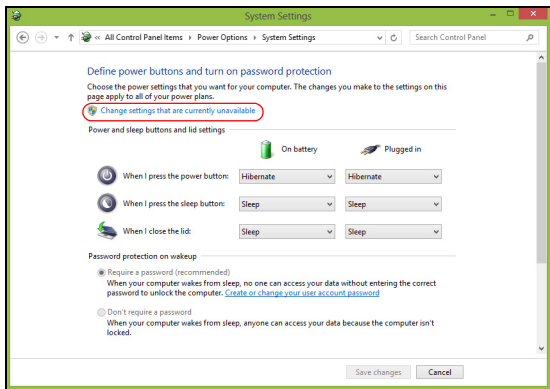 System Settings
« All Control Panel Items › Power Options › System Settings
Search Control Panel
Define power buttons and turn on password protection
Choose the power settings that you want for your computer. The changes you make to the settings on this
page apply to all of your power plans.
Change settings that are currently unavailable
Power and sleep buttons and lid settings
On battery Plugged in
When I press the power button: Hibernate Hibernate
When I press the sleep button: Sleep Sleep
When I close the lid: Sleep Sleep
Password protection on wakeup
Require a password (recommended)
When your computer wakes from sleep, no one can access your data without entering the correct
password to unlock the computer. Create or change your user account password
Don't require a password
When your computer wakes from sleep, anyone can access your data because the computer isn't
locked.
Save changes Cancel